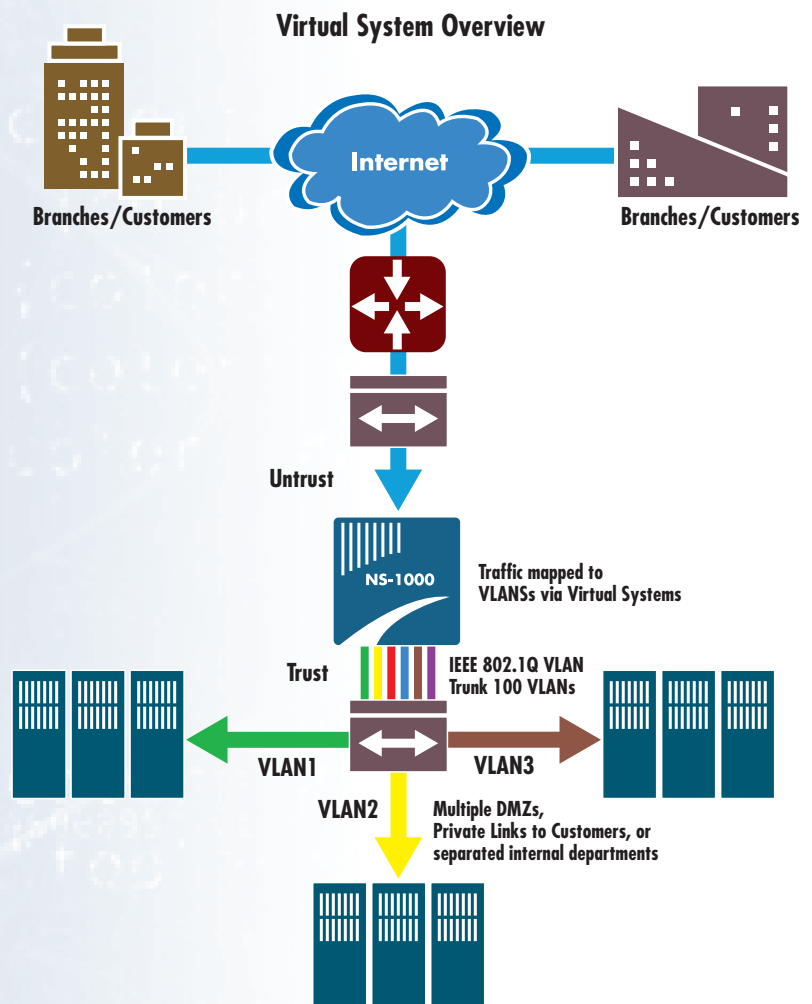 Virtual System Overview
Internet
Branches/Customers
Branches/Customers
Untrust
NS-1000
Traffic mapped to
VLANSs via Virtual Systems
Trust
IEEE 802.1Q VLAN
Trunk 100 VLANs
VLAN1
VLAN3
VLAN2
Multiple DMZs,
Private Links to Customers, or
separated internal departments